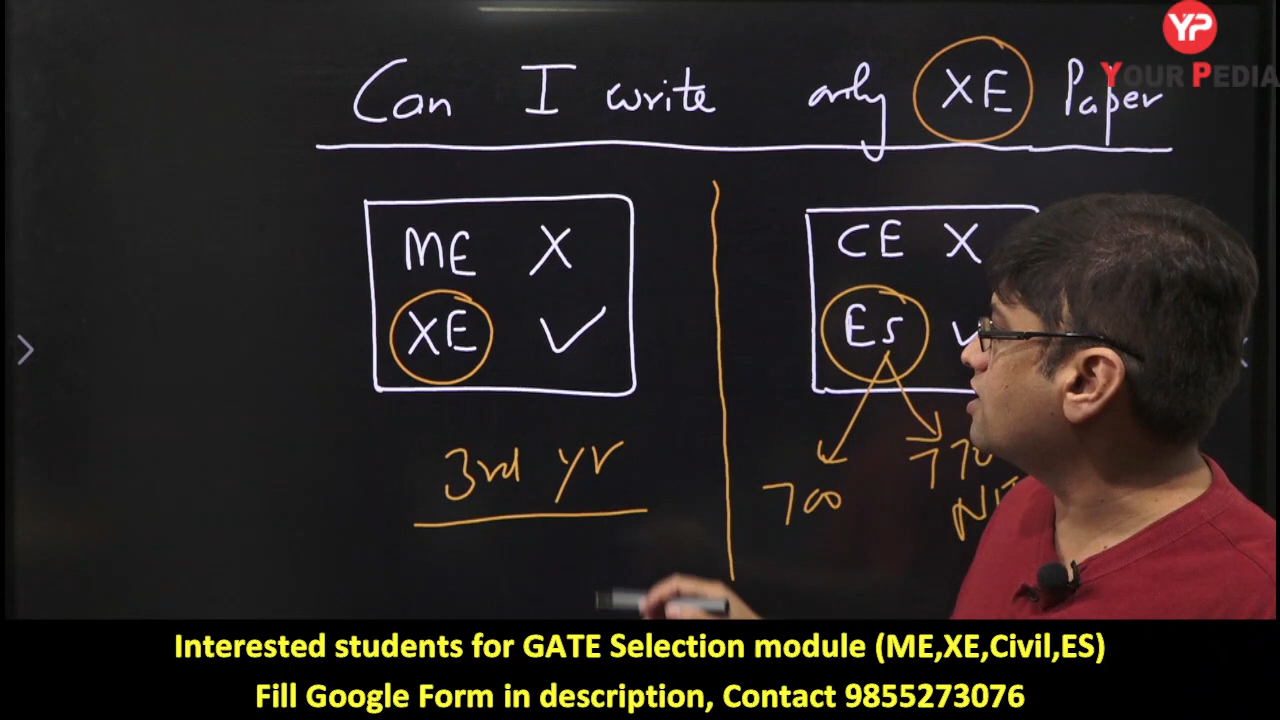 YP
YOUR PEDIA
Can I write only XE Paper
ME X
XE ✓
3rd yr
CE X
ES
700
770
Interested students for GATE Selection module (ME,XE,Civil,ES)
Fill Google Form in description, Contact 9855273076